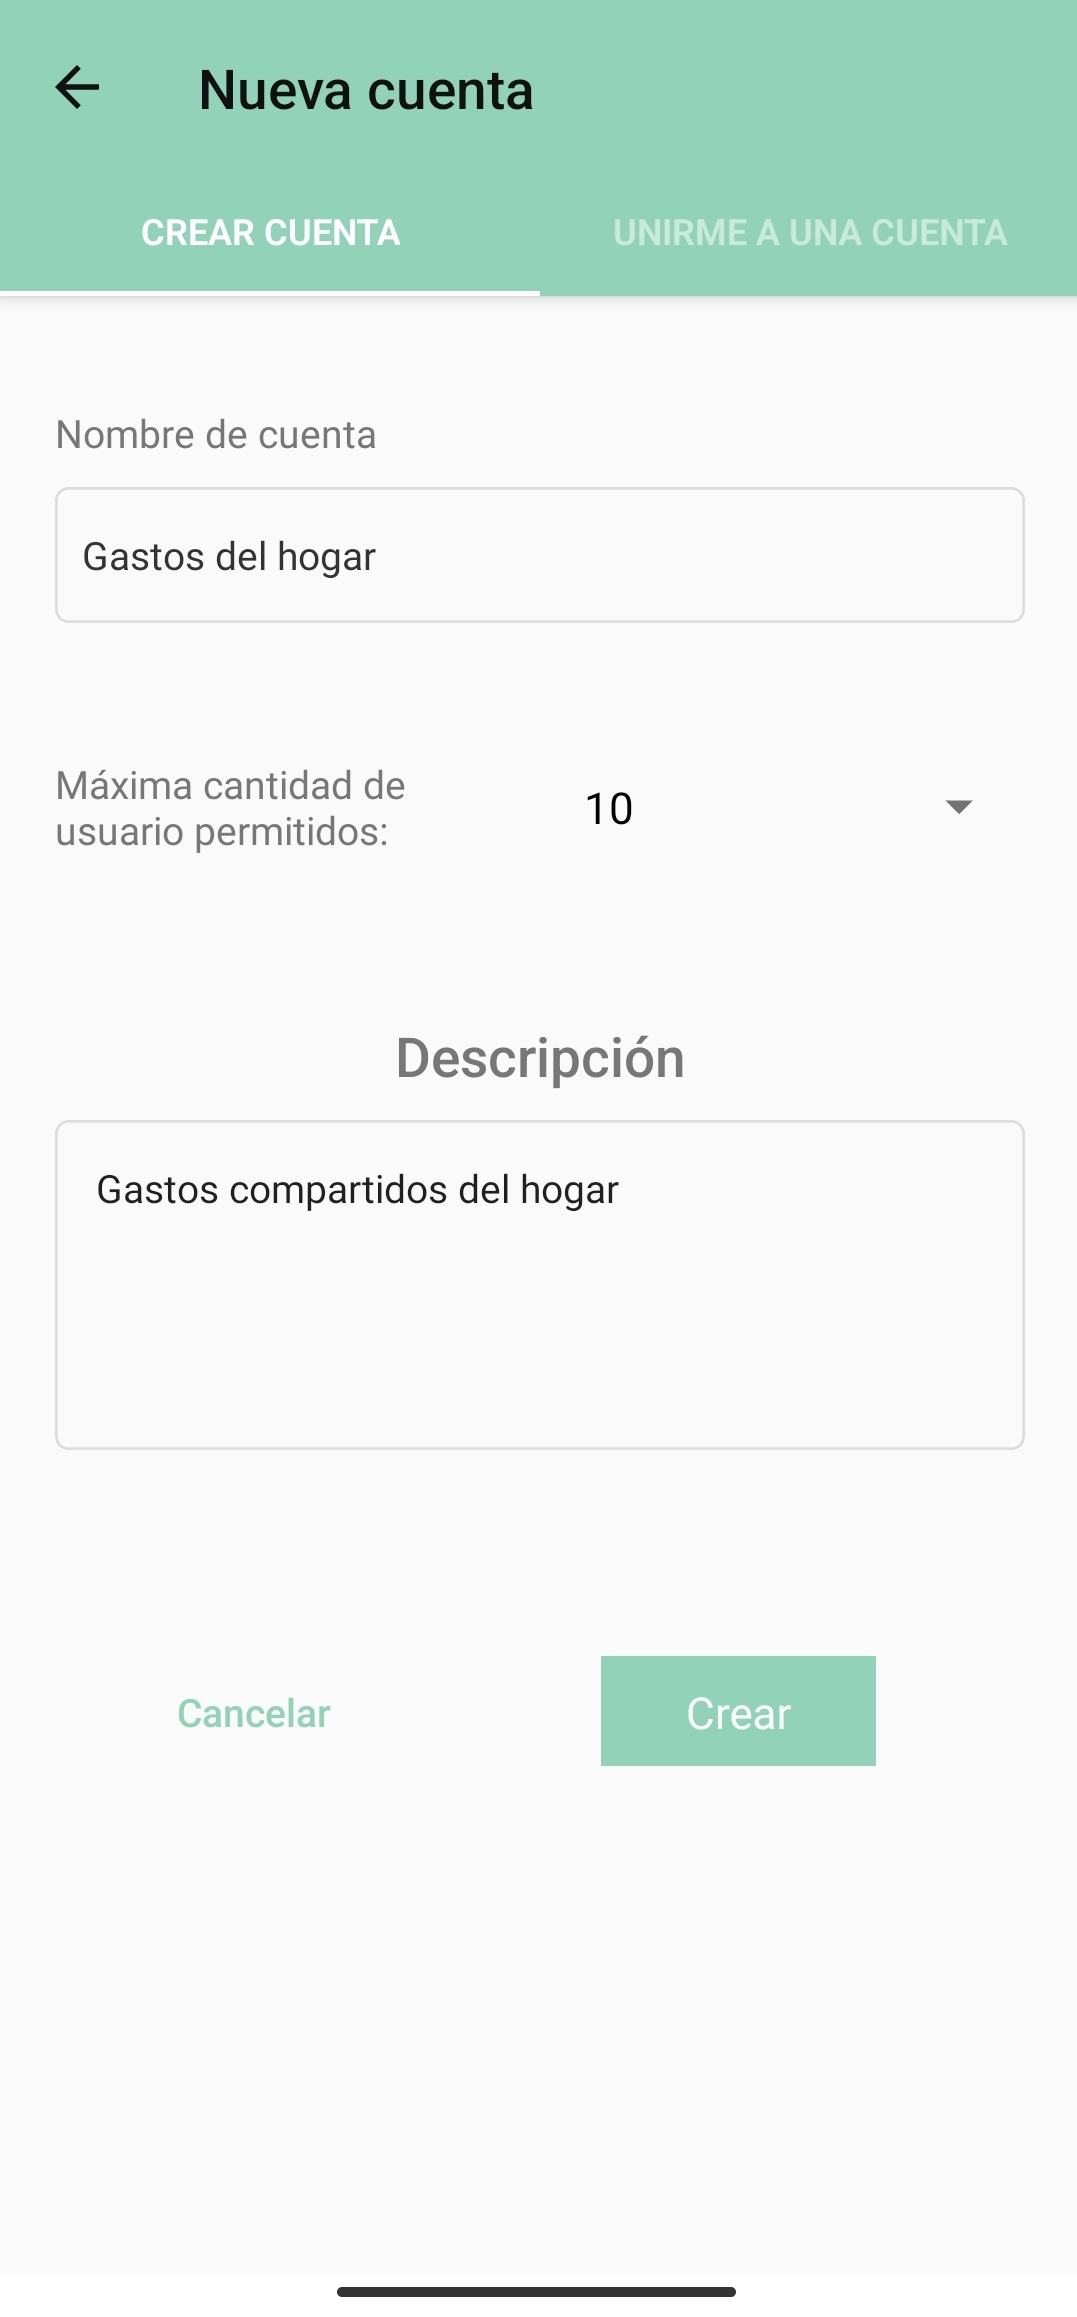 Nueva cuenta
CREAR CUENTA
UNIRME A UNA CUENTA
Nombre de cuenta
Gastos del hogar
Máxima cantidad de
usuario permitidos:
10
Descripción
Gastos compartidos del hogar
Cancelar
Crear